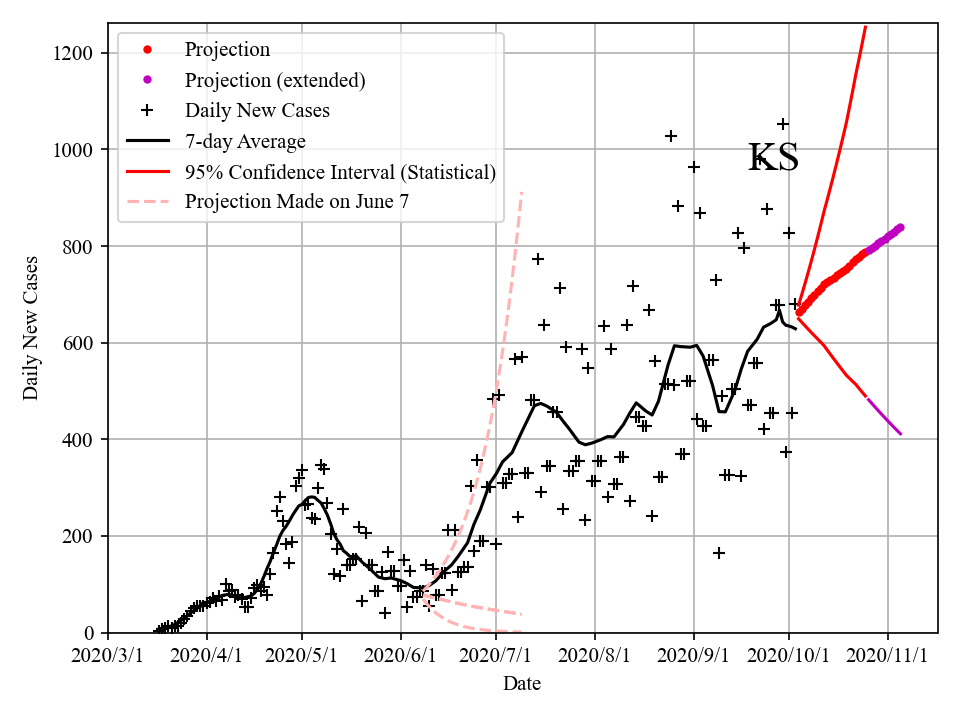 1200
1000
800
600
400
200
0
Daily New Cases
Projection
Projection (extended)
Daily New Cases
7-day Average
95% Confidence Interval (Statistical)
Projection Made on June 7
KS
2020/3/1 2020/4/1 2020/5/1 2020/6/1 2020/7/1 2020/8/1 2020/9/1 2020/10/1 2020/11/1
Date